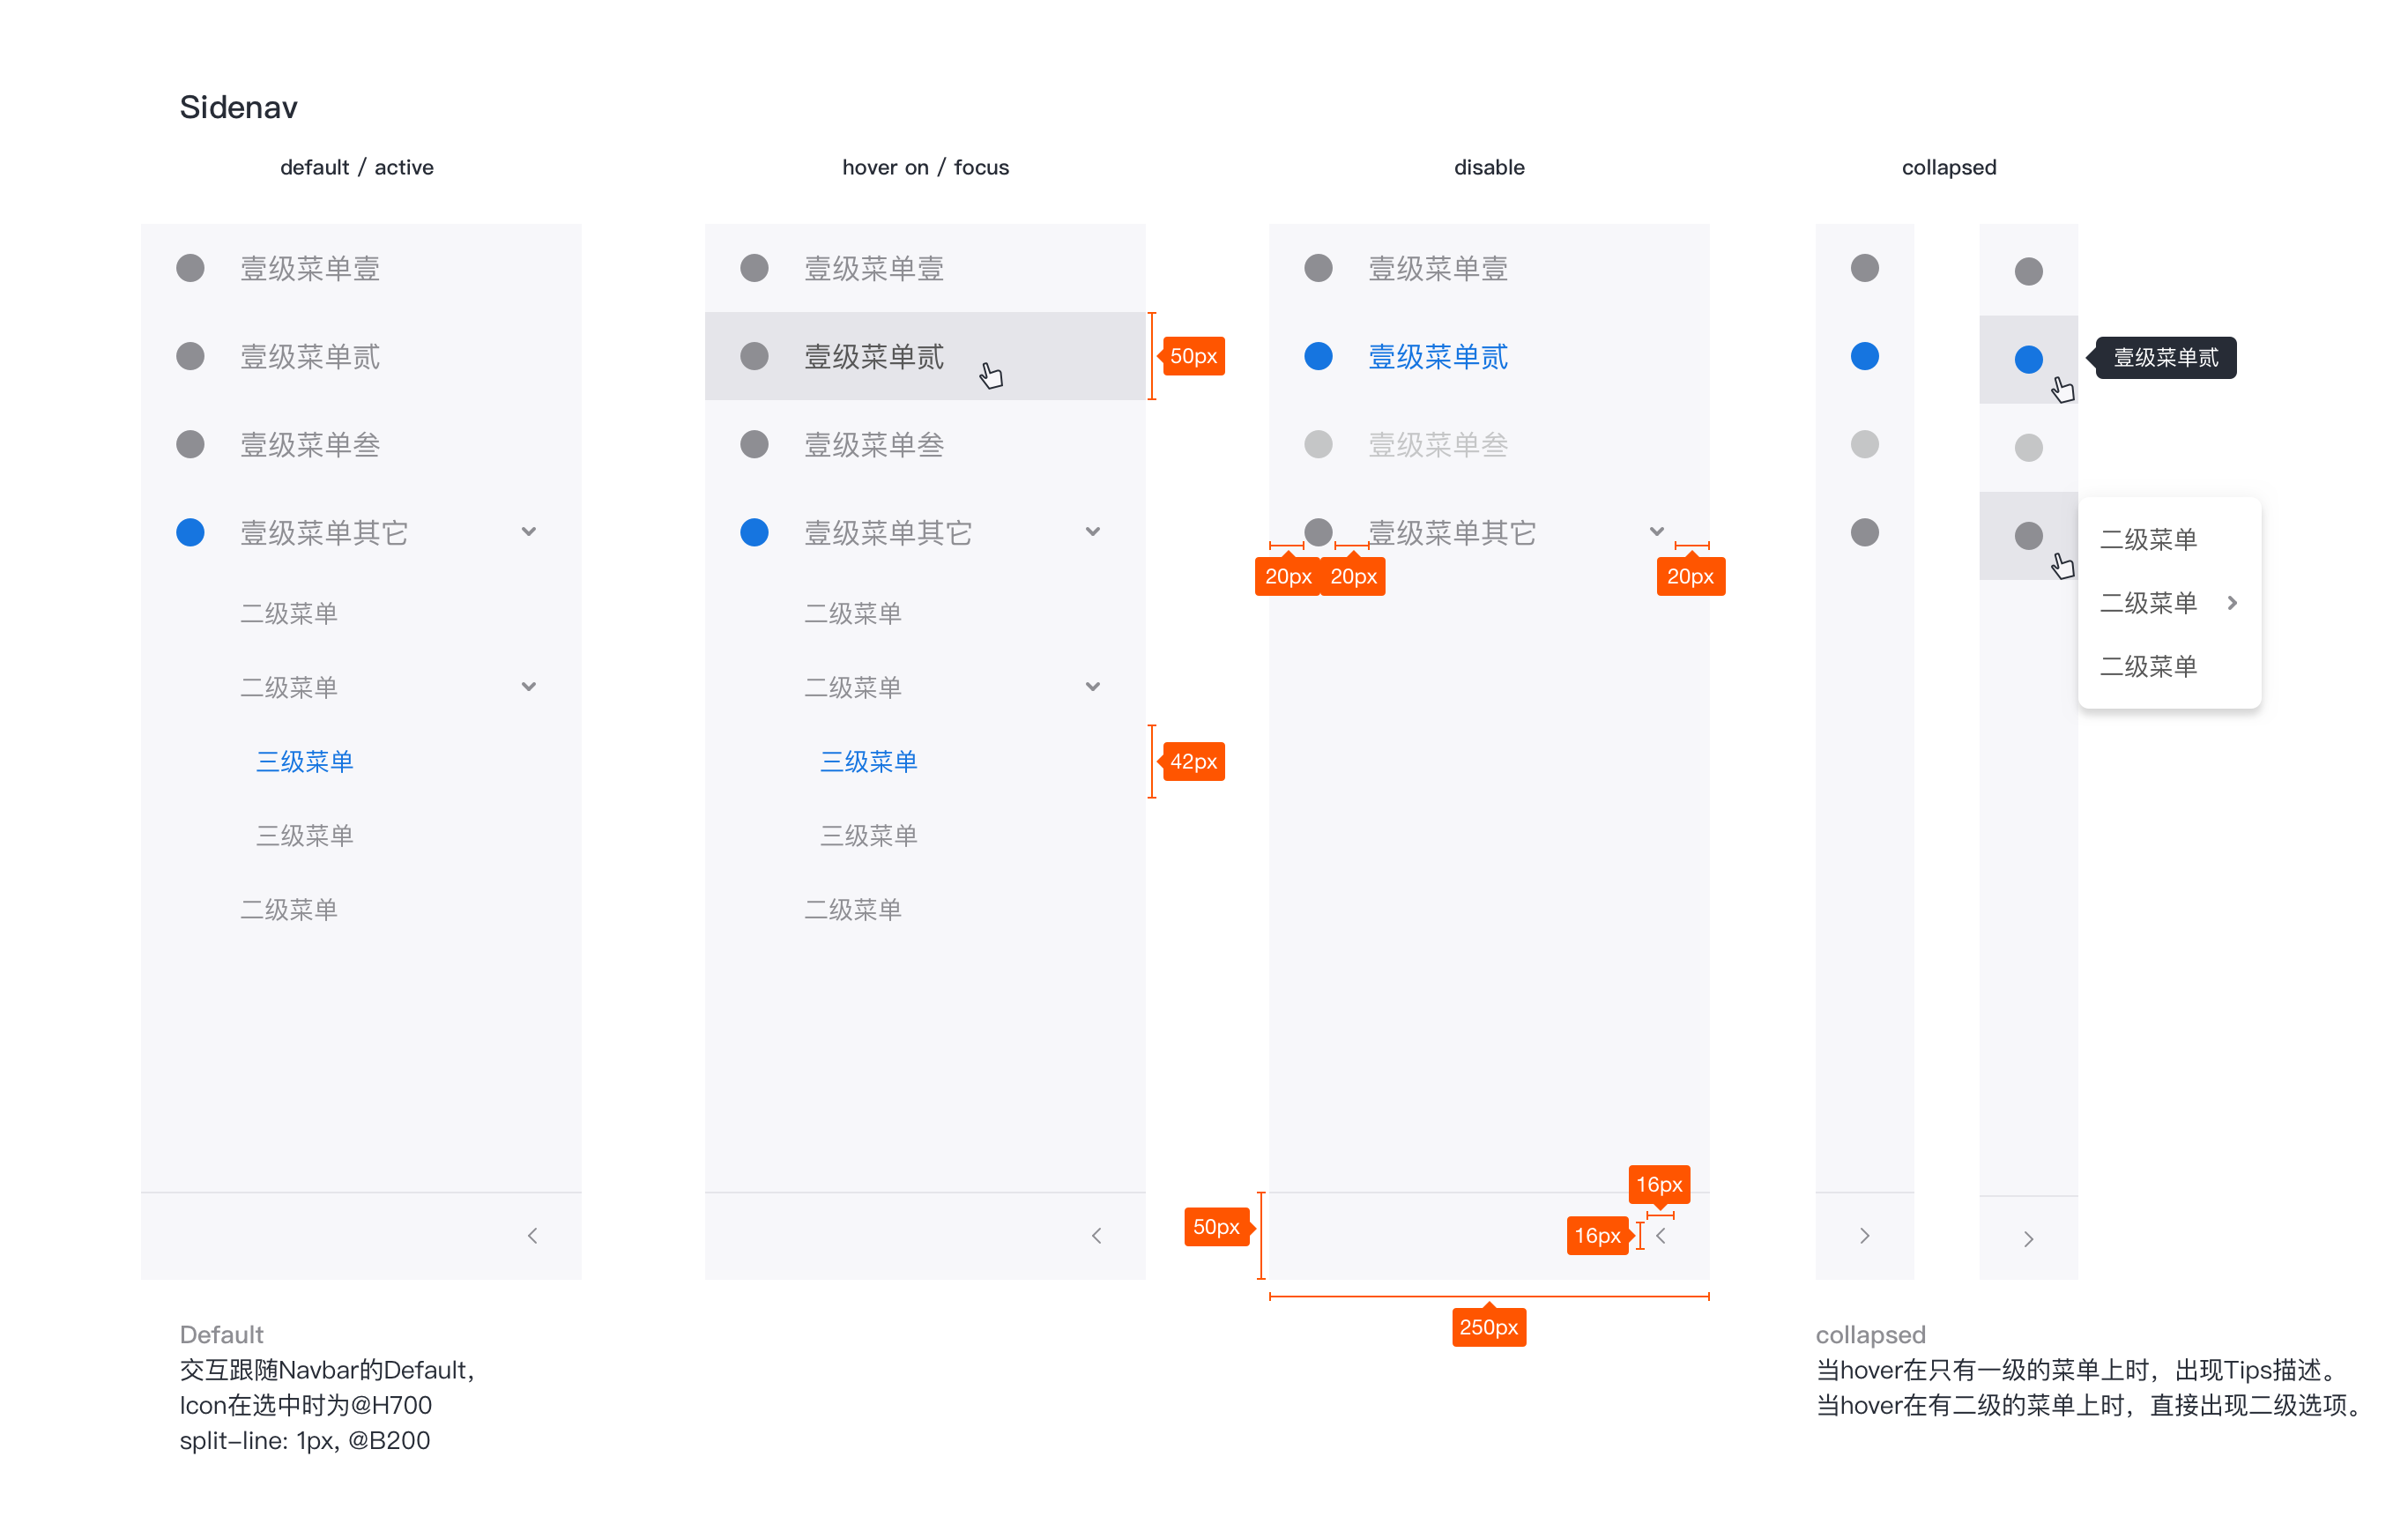 Sidenav
default / active
壹级菜单壹
壹级菜单贰
壹级菜单叁
壹级菜单其它
二级菜单
二级菜单
三级菜单
三级菜单
二级菜单
Default
交互跟随Navbar的Default,
Icon在选中时为@H700
split-line: 1px, @B200
hover on / focus
壹级菜单壹
壹级菜单贰
50px
壹级菜单叁
壹级菜单其它
二级菜单
二级菜单
三级菜单
42px
三级菜单
二级菜单
disable
壹级菜单壹
壹级菜单贰
壹级菜单叁
壹级菜单其它
20px
20px
20px
16px
50px
16px
250px
collapsed
壹级菜单贰
二级菜单
二级菜单
二级菜单
collapsed
当hover在只有一级的菜单上时，出现Tips描述。
当hover在有二级的菜单上时，直接出现二级选项。